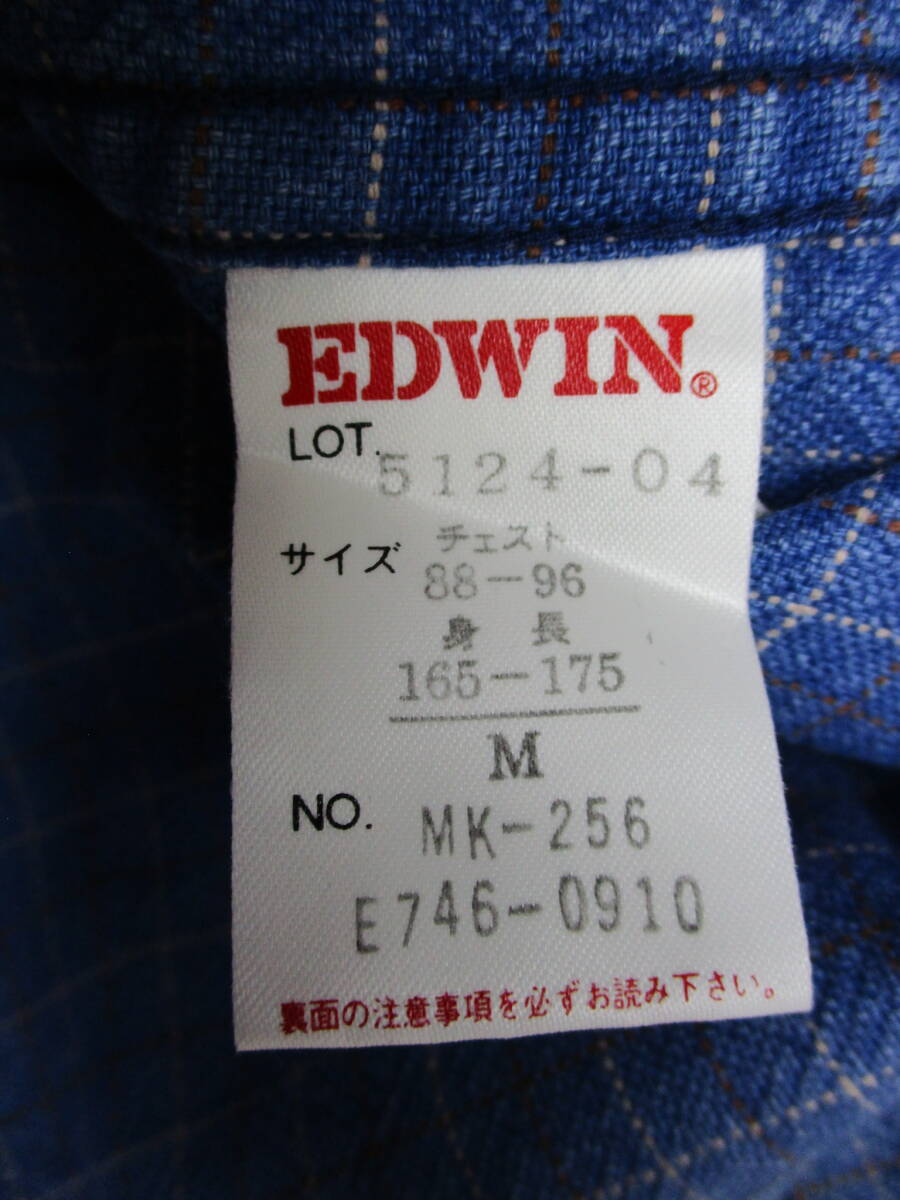 EDWIN®
LOT. 5124-04
サイズ チェスト
88-96
身長
165-175
M
NO. MK-256
E746-0910
裏面の注意事項を必ずお読み下さい。